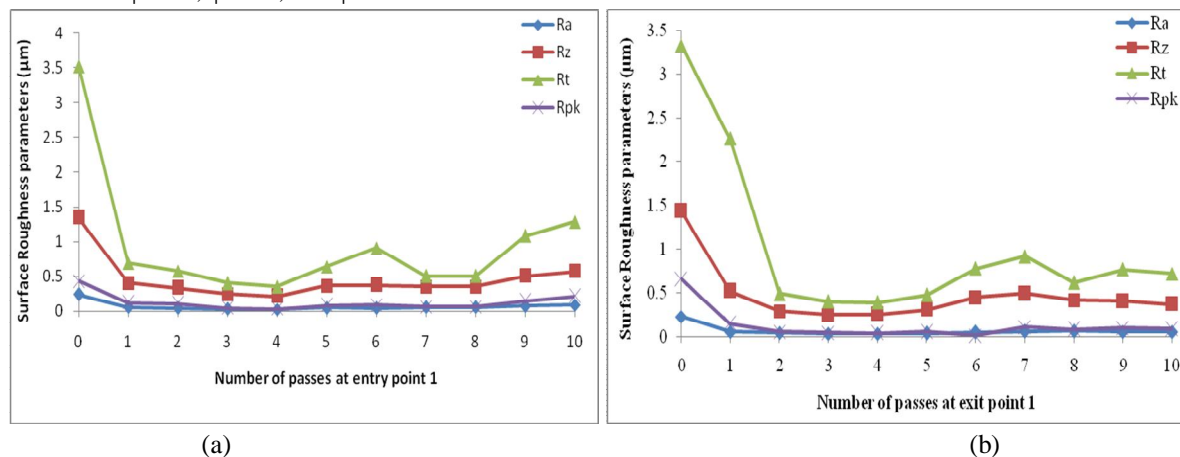 Ra
Rz
Rt
Rpk
Surface Roughness parameters (µm)
4
3.5
3
2.5
2
1.5
1
0.5
0
0 1 2 3 4 5 6 7 8 9 10
Number of passes at entry point 1
(a)
Ra
Rz
Rt
Rpk
Surface Roughness parameters (µm)
3.5
3
2.5
2
1.5
1
0.5
0
0 1 2 3 4 5 6 7 8 9 10
Number of passes at exit point 1
(b)